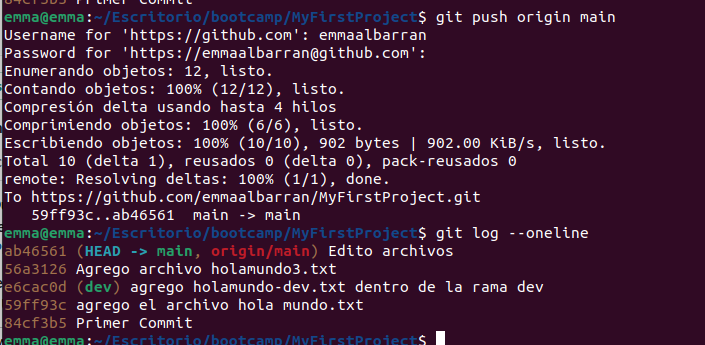 84cf3b5 Primer Commit
emma@emma:~/Escritorio/bootcamp/MyFirstProject$ git push origin main
Username for 'https://github.com': emmaalbarran
Password for 'https://emmaalbarran@github.com':
Enumerando objetos: 12, listo.
Contando objetos: 100% (12/12), listo.
Compresión delta usando hasta 4 hilos
Comprimiendo objetos: 100% (6/6), listo.
Escribiendo objetos: 100% (10/10), 902 bytes | 902.00 KiB/s, listo.
Total 10 (delta 1), reusados 0 (delta 0), pack-reusados 0
remote: Resolving deltas: 100% (1/1), done.
To https://github.com/emmaalbarran/MyFirstProject.git
   59ff93c..ab46561  main -> main
emma@emma:~/Escritorio/bootcamp/MyFirstProject$ git log --oneline
ab46561 (HEAD -> main, origin/main) Edito archivos
56a3126 Agrego archivo holamundo3.txt
e6cac0d (dev) agrego holamundo-dev.txt dentro de la rama dev
59ff93c agrego el archivo hola mundo.txt
84cf3b5 Primer Commit
emma@emma:~/Escritorio/bootcamp/MyFirstProject$